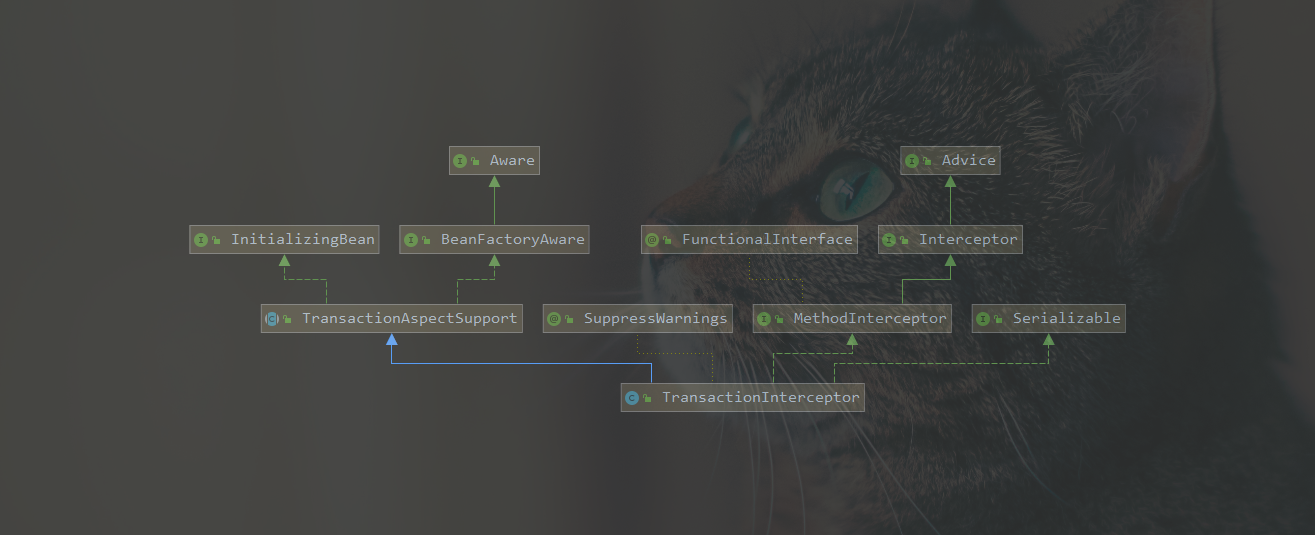 Aware
Advice
InitializingBean
BeanFactoryAware
FunctionalInterface
Interceptor
TransactionAspectSupport
SuppressWarnings
MethodInterceptor
Serializable
TransactionInterceptor